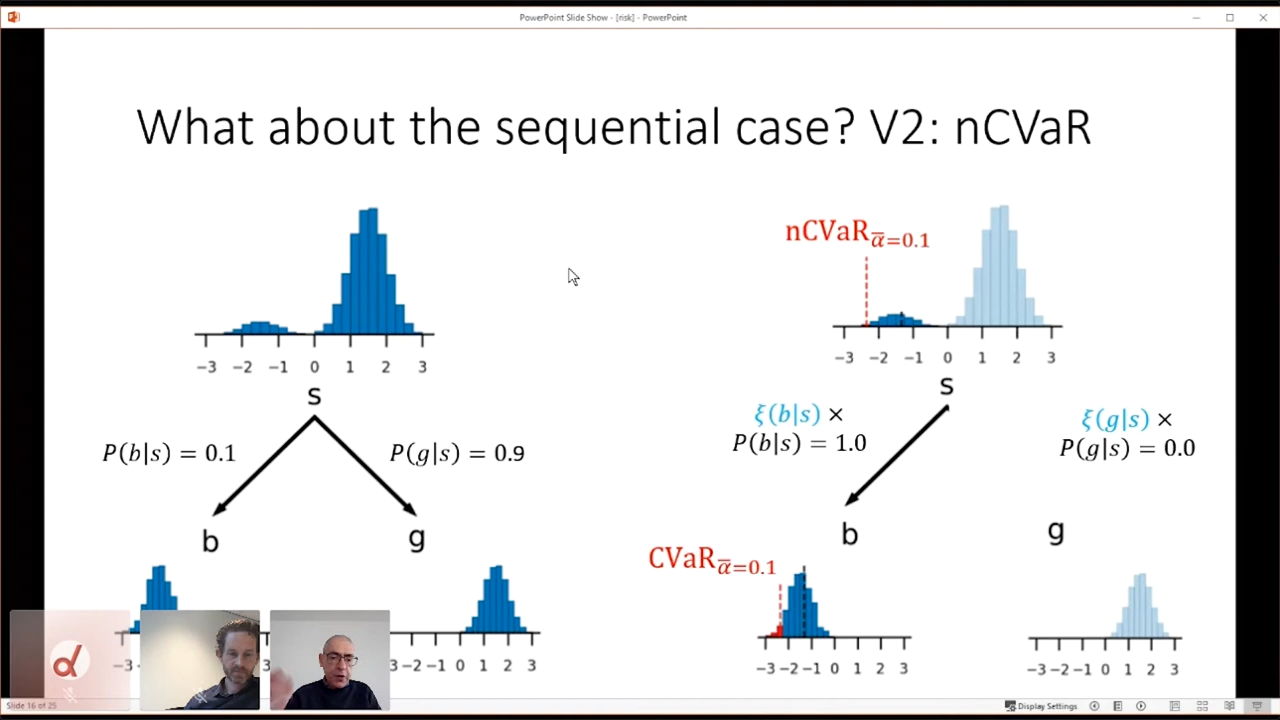 PowerPoint Slide Show - [risk] - PowerPoint
What about the sequential case? V2: nCVaR
nCVaR ᾱ=0.1
−3 −2 −1 0 1 2 3
−3 −2 −1 0 1 2 3
s
s
P(b|s) = 0.1
P(g|s) = 0.9
ξ(b|s) ×
P(b|s) = 1.0
ξ(g|s) ×
P(g|s) = 0.0
b
g
b
g
CVaR ᾱ=0.1
−3
3
3 −2 −1 0 1 2 3
−3 −2 −1 0 1 2 3
−3 −2 −1 0 1 2 3
d
Slide 16 of 25
Display Settings